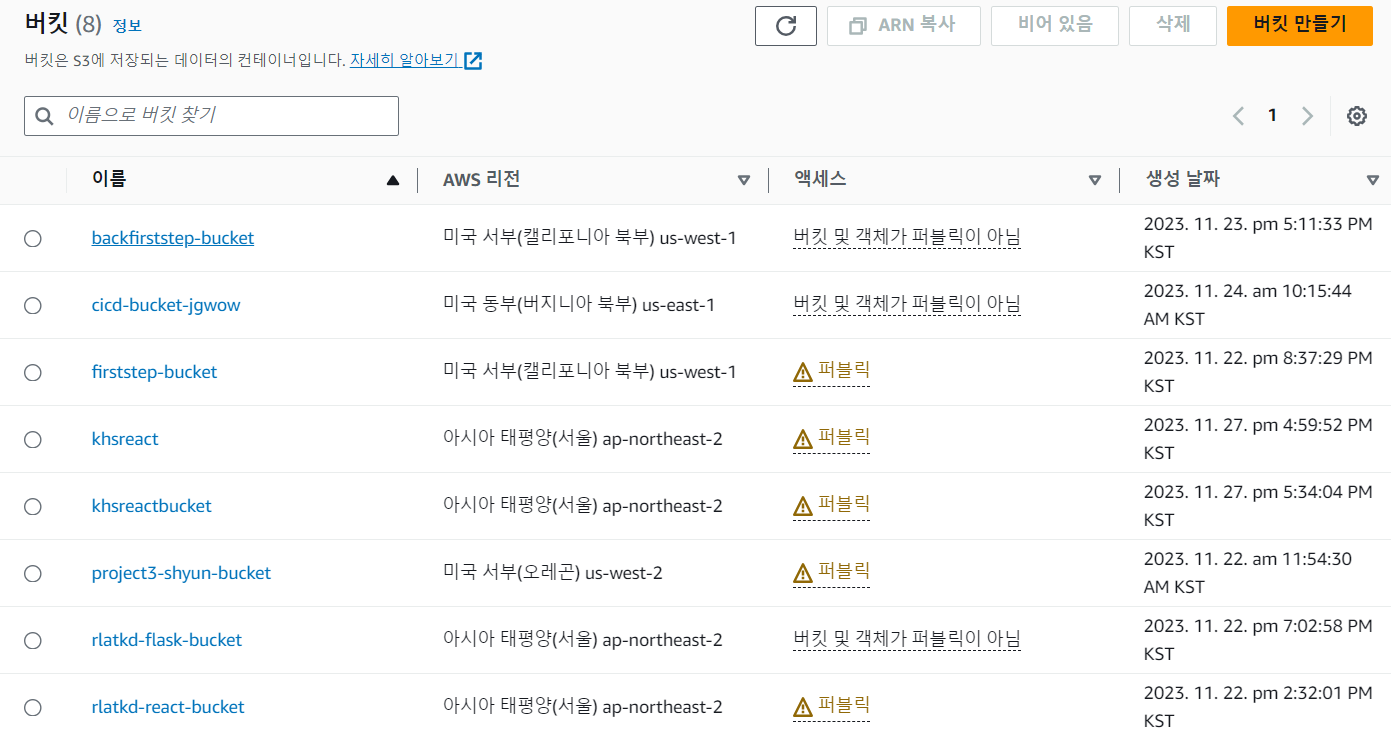 버킷 (8) 정보
ARN 복사
비어 있음
삭제
버킷 만들기
버킷은 S3에 저장되는 데이터의 컨테이너입니다. 자세히 알아보기
이름으로 버킷 찾기
1
이름 AWS 리전 액세스 생성 날짜
backfirststep-bucket 미국 서부(캘리포니아 북부) us-west-1 버킷 및 객체가 퍼블릭이 아님 2023. 11. 23. pm 5:11:33 PM
KST
cicd-bucket-jgwow 미국 동부(버지니아 북부) us-east-1 버킷 및 객체가 퍼블릭이 아님 2023. 11. 24. am 10:15:44
AM KST
firststep-bucket 미국 서부(캘리포니아 북부) us-west-1 퍼블릭 2023. 11. 22. pm 8:37:29 PM
KST
khsreact 아시아 태평양(서울) ap-northeast-2 퍼블릭 2023. 11. 27. pm 4:59:52 PM
KST
khsreactbucket 아시아 태평양(서울) ap-northeast-2 퍼블릭 2023. 11. 27. pm 5:34:04 PM
KST
project3-shyun-bucket 미국 서부(오레곤) us-west-2 퍼블릭 2023. 11. 22. am 11:54:30
AM KST
rlatkd-flask-bucket 아시아 태평양(서울) ap-northeast-2 버킷 및 객체가 퍼블릭이 아님 2023. 11. 22. pm 7:02:58 PM
KST
rlatkd-react-bucket 아시아 태평양(서울) ap-northeast-2 퍼블릭 2023. 11. 22. pm 2:32:01 PM
KST